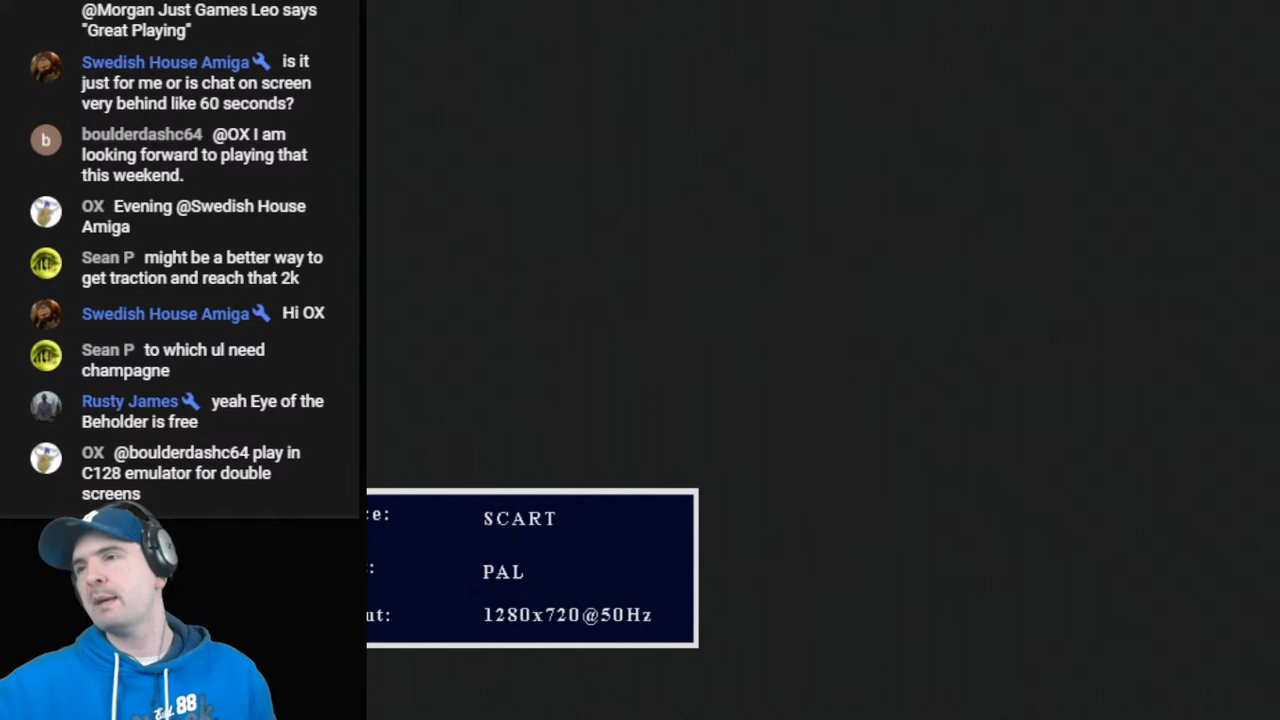 @Morgan Just Games Leo says
"Great Playing"
Swedish House Amiga is it
just for me or is chat on screen
very behind like 60 seconds?
b
boulderdashc64 @OX I am
looking forward to playing that
this weekend.
OX Evening @Swedish House
Amiga
Sean P might be a better way to
get traction and reach that 2k
Swedish House Amiga Hi OX
Sean P to which ul need
champagne
Rusty James yeah Eye of the
Beholder is free
OX @boulderdashc64 play in
C128 emulator for double
screens
ce: SCART
: PAL
ut: 1280x720@50Hz
88